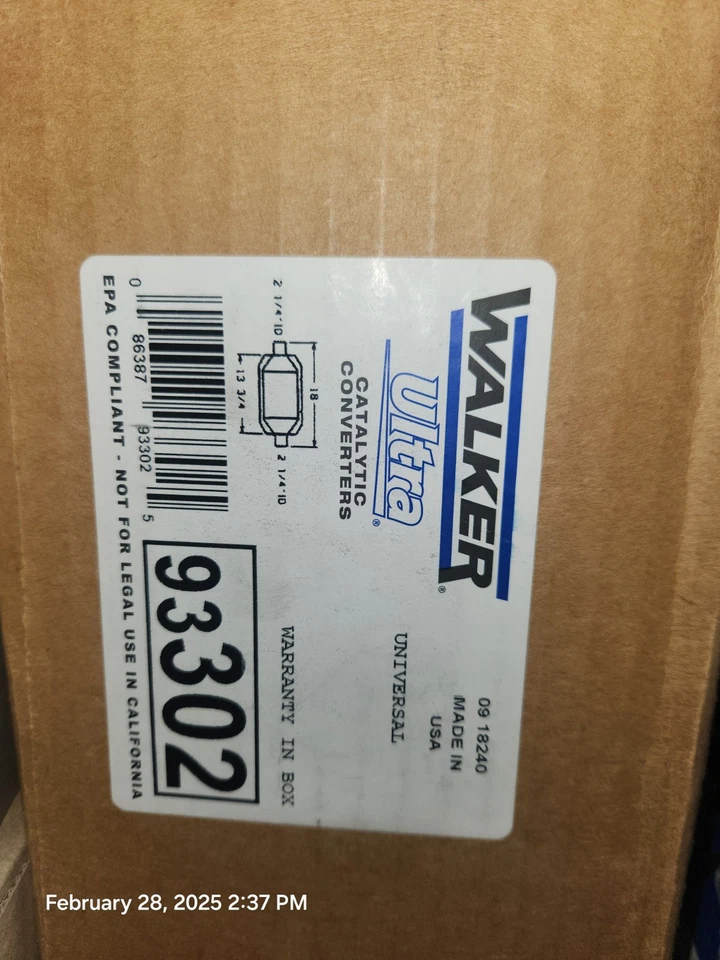 WALKER®
Ultra®
CATALYTIC
CONVERTERS
09 18240
MADE IN
USA
UNIVERSAL
18
2 1/4"ID
2 1/4"ID
13 3/4
WARRANTY IN BOX
0 86387 93302 5
93302
EPA COMPLIANT - NOT FOR LEGAL USE IN CALIFORNIA
February 28, 2025 2:37 PM